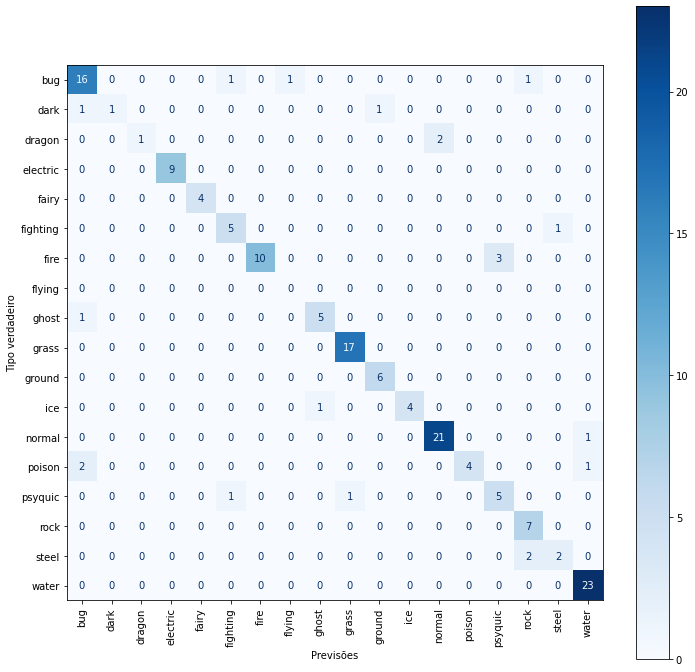 bug 16 0 0 0 0 1 0 1 0 0 0 0 0 0 0 1 0 0
dark 1 1 0 0 0 0 0 0 0 0 1 0 0 0 0 0 0 0
dragon 0 0 1 0 0 0 0 0 0 0 0 0 2 0 0 0 0 0
electric 0 0 0 9 0 0 0 0 0 0 0 0 0 0 0 0 0 0
fairy 0 0 0 0 4 0 0 0 0 0 0 0 0 0 0 0 0 0
fighting 0 0 0 0 0 5 0 0 0 0 0 0 0 0 0 0 1 0
fire 0 0 0 0 0 0 10 0 0 0 0 0 0 0 3 0 0 0
flying 0 0 0 0 0 0 0 0 0 0 0 0 0 0 0 0 0 0
ghost 1 0 0 0 0 0 0 0 5 0 0 0 0 0 0 0 0 0
grass 0 0 0 0 0 0 0 0 0 17 0 0 0 0 0 0 0 0
ground 0 0 0 0 0 0 0 0 0 0 6 0 0 0 0 0 0 0
ice 0 0 0 0 0 0 0 0 1 0 0 4 0 0 0 0 0 0
normal 0 0 0 0 0 0 0 0 0 0 0 0 21 0 0 0 0 1
poison 2 0 0 0 0 0 0 0 0 0 0 0 0 4 0 0 0 1
psyquic 0 0 0 0 0 1 0 0 0 1 0 0 0 0 5 0 0 0
rock 0 0 0 0 0 0 0 0 0 0 0 0 0 0 0 7 0 0
steel 0 0 0 0 0 0 0 0 0 0 0 0 0 0 0 2 2 0
water 0 0 0 0 0 0 0 0 0 0 0 0 0 0 0 0 0 23
Tipo verdadeiro
bug dark dragon electric fairy fighting fire flying ghost grass ground ice normal poison psyquic rock steel water
Previsões
20
15
10
5
0